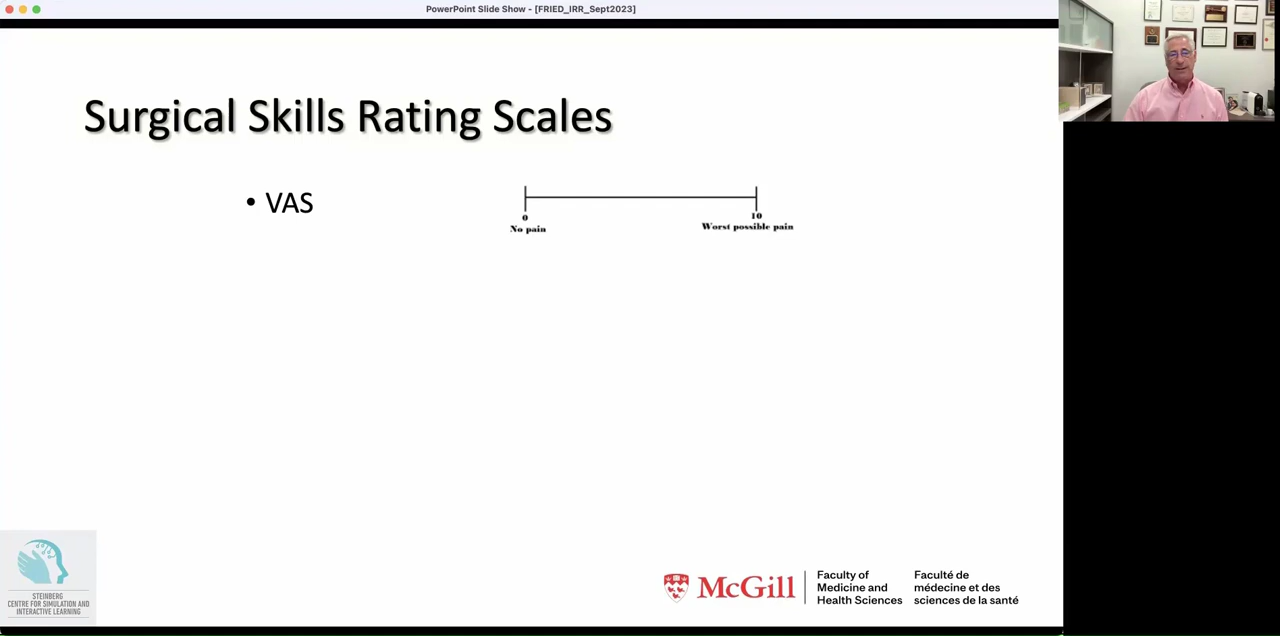 PowerPoint Slide Show - [FRIED_IRR_Sept2023]
Surgical Skills Rating Scales
• VAS
0
10
No pain
Worst possible pain
STEINBERG
CENTRE FOR SIMULATION AND
INTERACTIVE LEARNING
McGill
Faculty of
Medicine and
Health Sciences
Faculté de
médecine et des
sciences de la santé